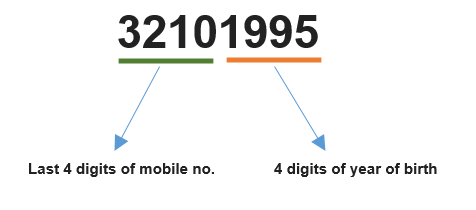 32101995
Last 4 digits of mobile no.
4 digits of year of birth